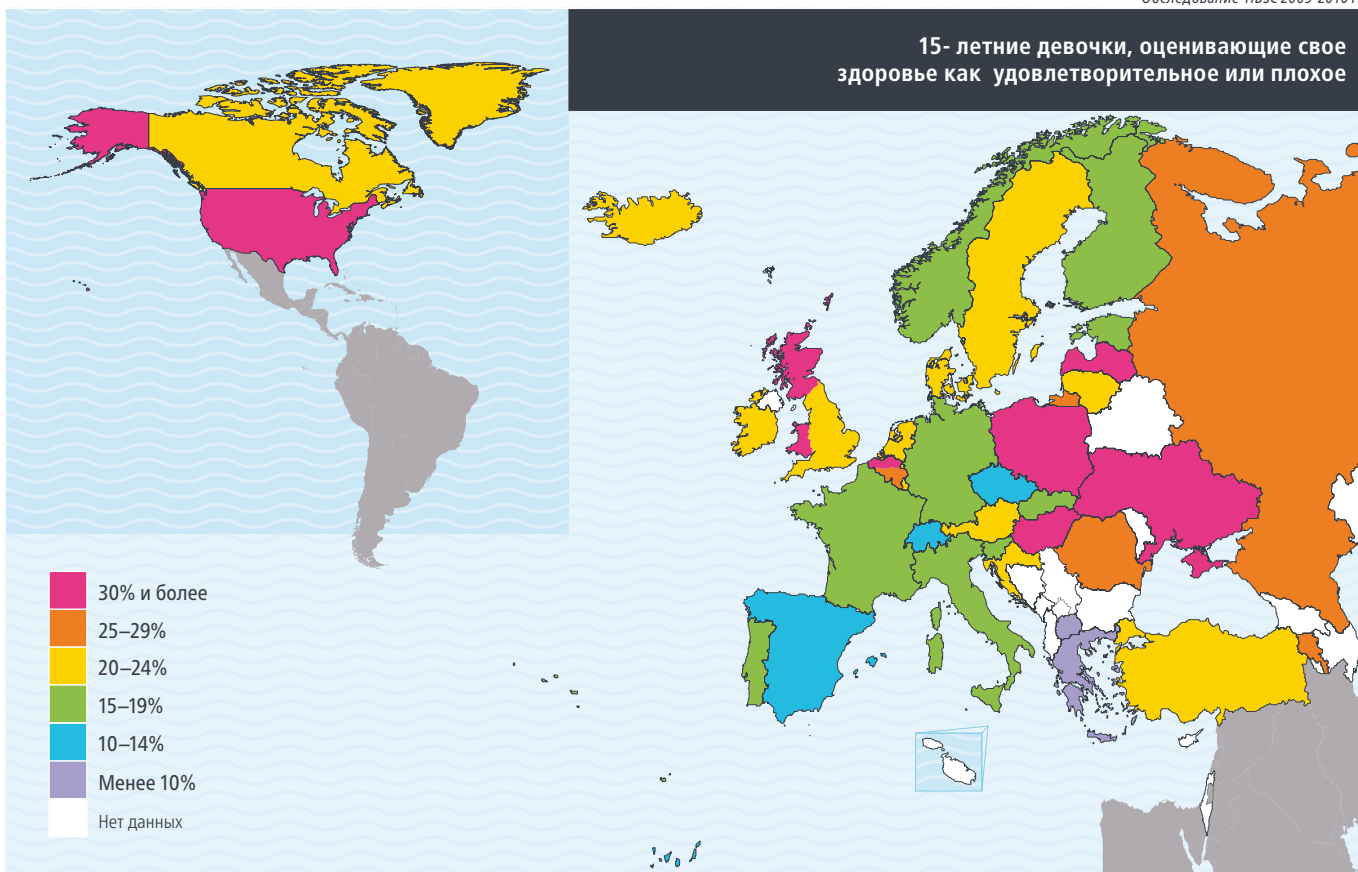 15- летние девочки, оценивающие свое
здоровье как удовлетворительное или плохое
30% и более
25–29%
20–24%
15–19%
10–14%
Менее 10%
Нет данных